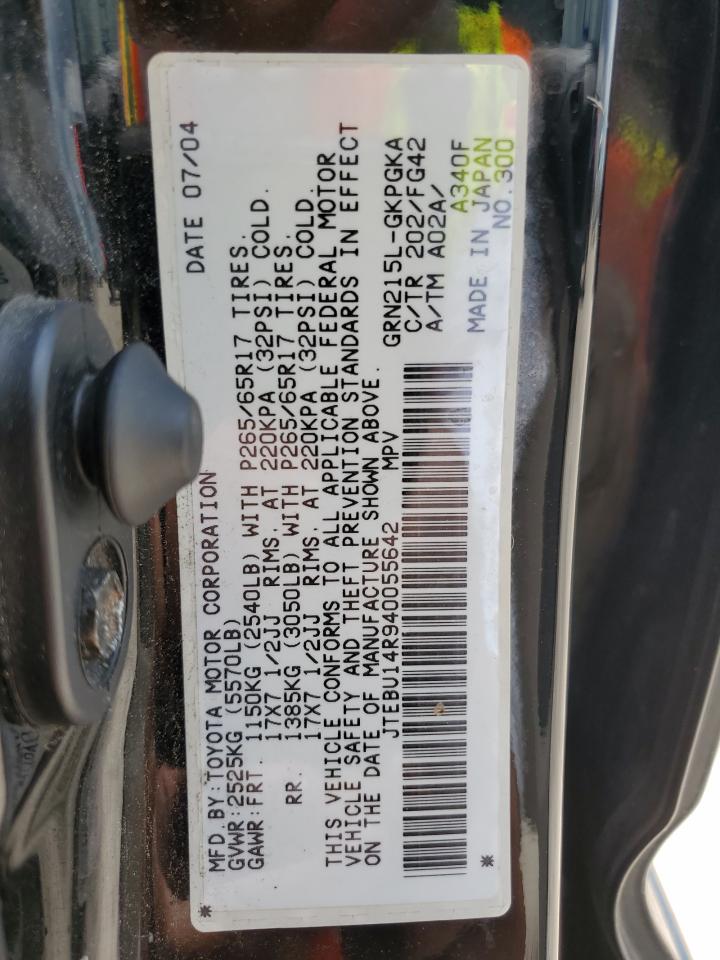 MFD. BY: TOYOTA MOTOR CORPORATION DATE 07/04
GVWR: 2525KG (5570LB)
GAWR: FRT. 1150KG (2540LB) WITH P265/65R17 TIRES.
17X7 1/2JJ RIMS. AT 220KPA (32PSI) COLD.
RR. 1385KG (3050LB) WITH P265/65R17 TIRES.
17X7 1/2JJ RIMS. AT 220KPA (32PSI) COLD.
THIS VEHICLE CONFORMS TO ALL APPLICABLE FEDERAL MOTOR
VEHICLE SAFETY AND THEFT PREVENTION STANDARDS IN EFFECT
ON THE DATE OF MANUFACTURE SHOWN ABOVE.
JTEBU14R940055642 MPV
GRN215L-GKPGKA
C/TR 202/FG42
A/TM A02A/
A340F
MADE IN JAPAN
NO. 300